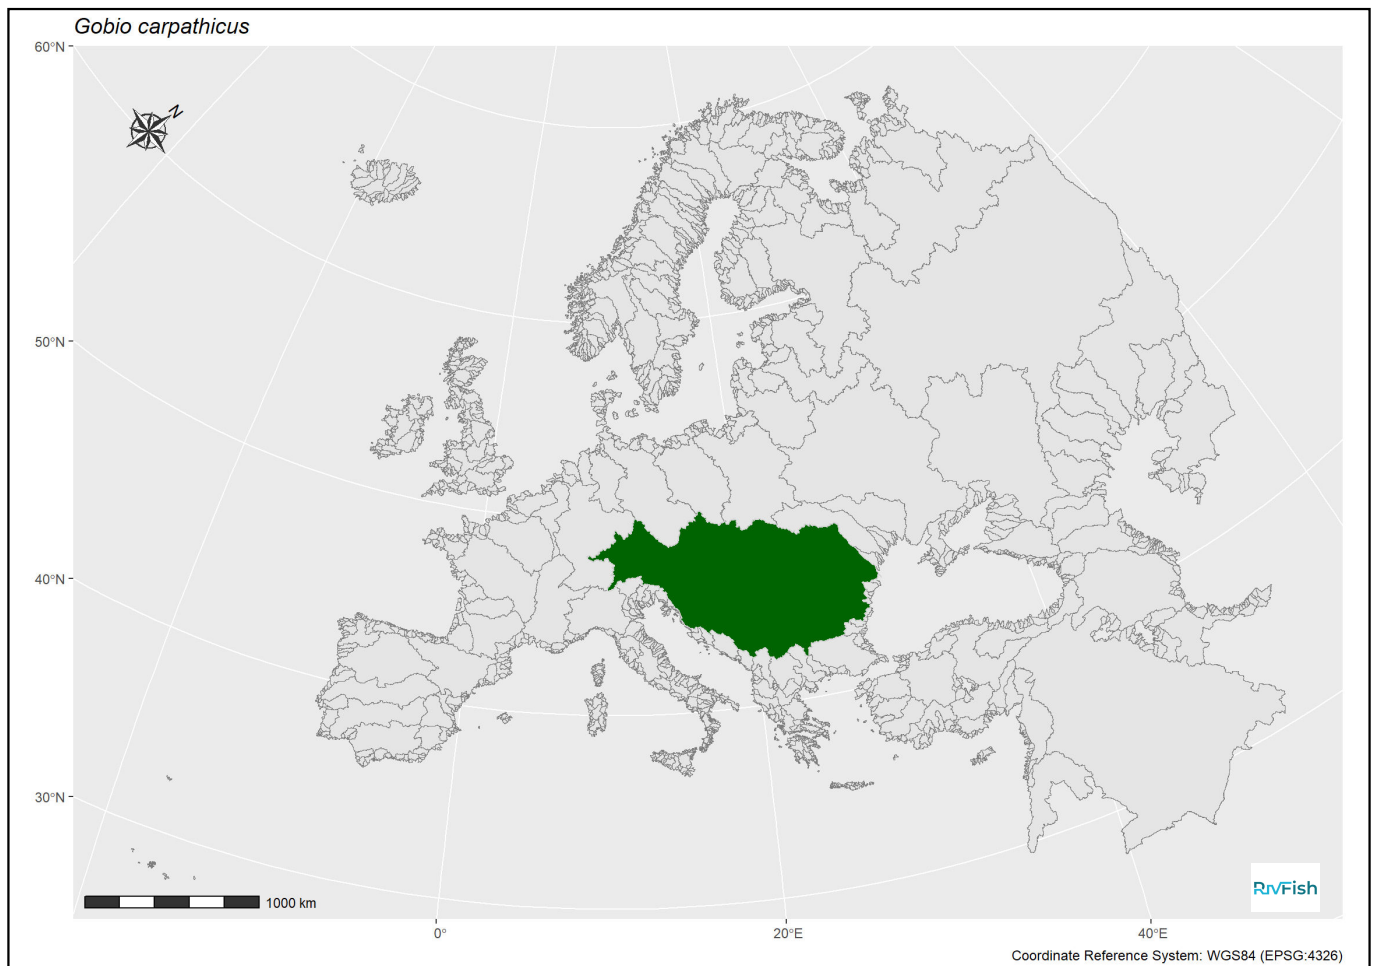 Gobio carpathicus
60°N
N
50°N
40°N
30°N
1000 km
RivFish
0°
20°E
40°E
Coordinate Reference System: WGS84 (EPSG:4326)